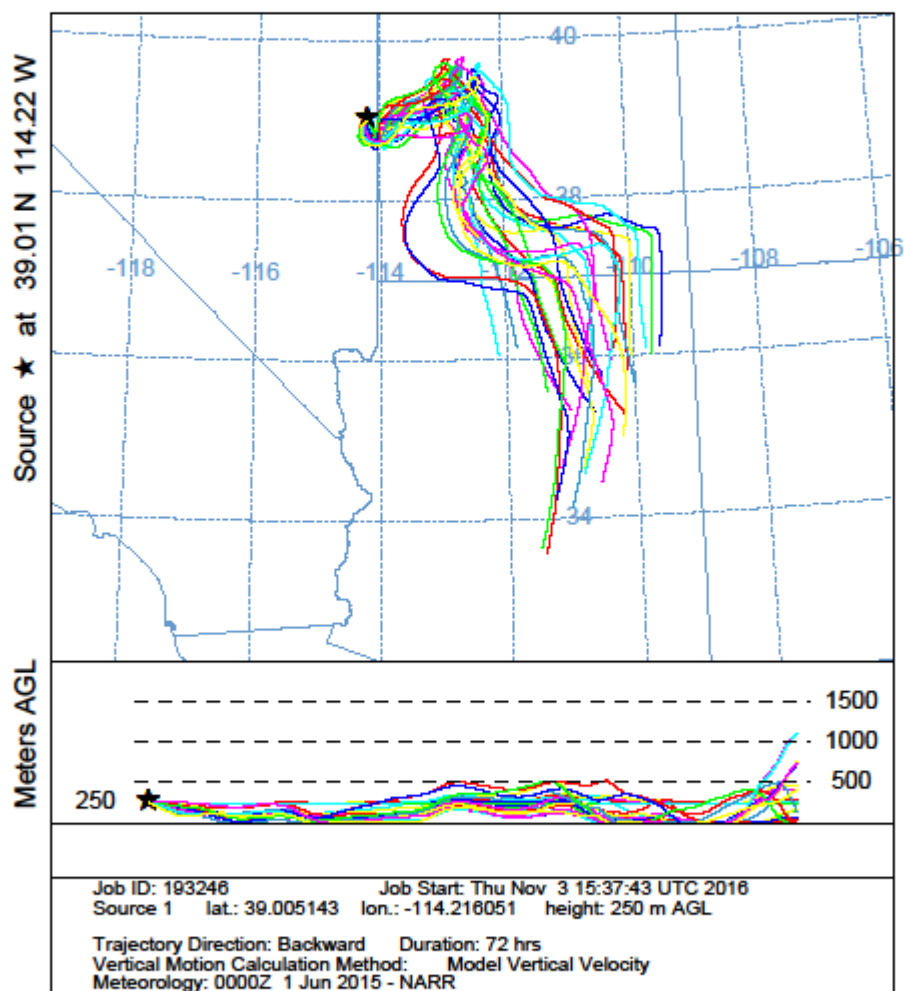 Source ★ at 39.01 N 114.22 W
40
38
-118
-116
-114
-112
-110
-108
-106
36
34
Meters AGL
1500
1000
500
250
Job ID: 193246 Job Start: Thu Nov 3 15:37:43 UTC 2016
Source 1 lat.: 39.005143 lon.: -114.216051 height: 250 m AGL
Trajectory Direction: Backward Duration: 72 hrs
Vertical Motion Calculation Method: Model Vertical Velocity
Meteorology: 0000Z 1 Jun 2015 - NARR